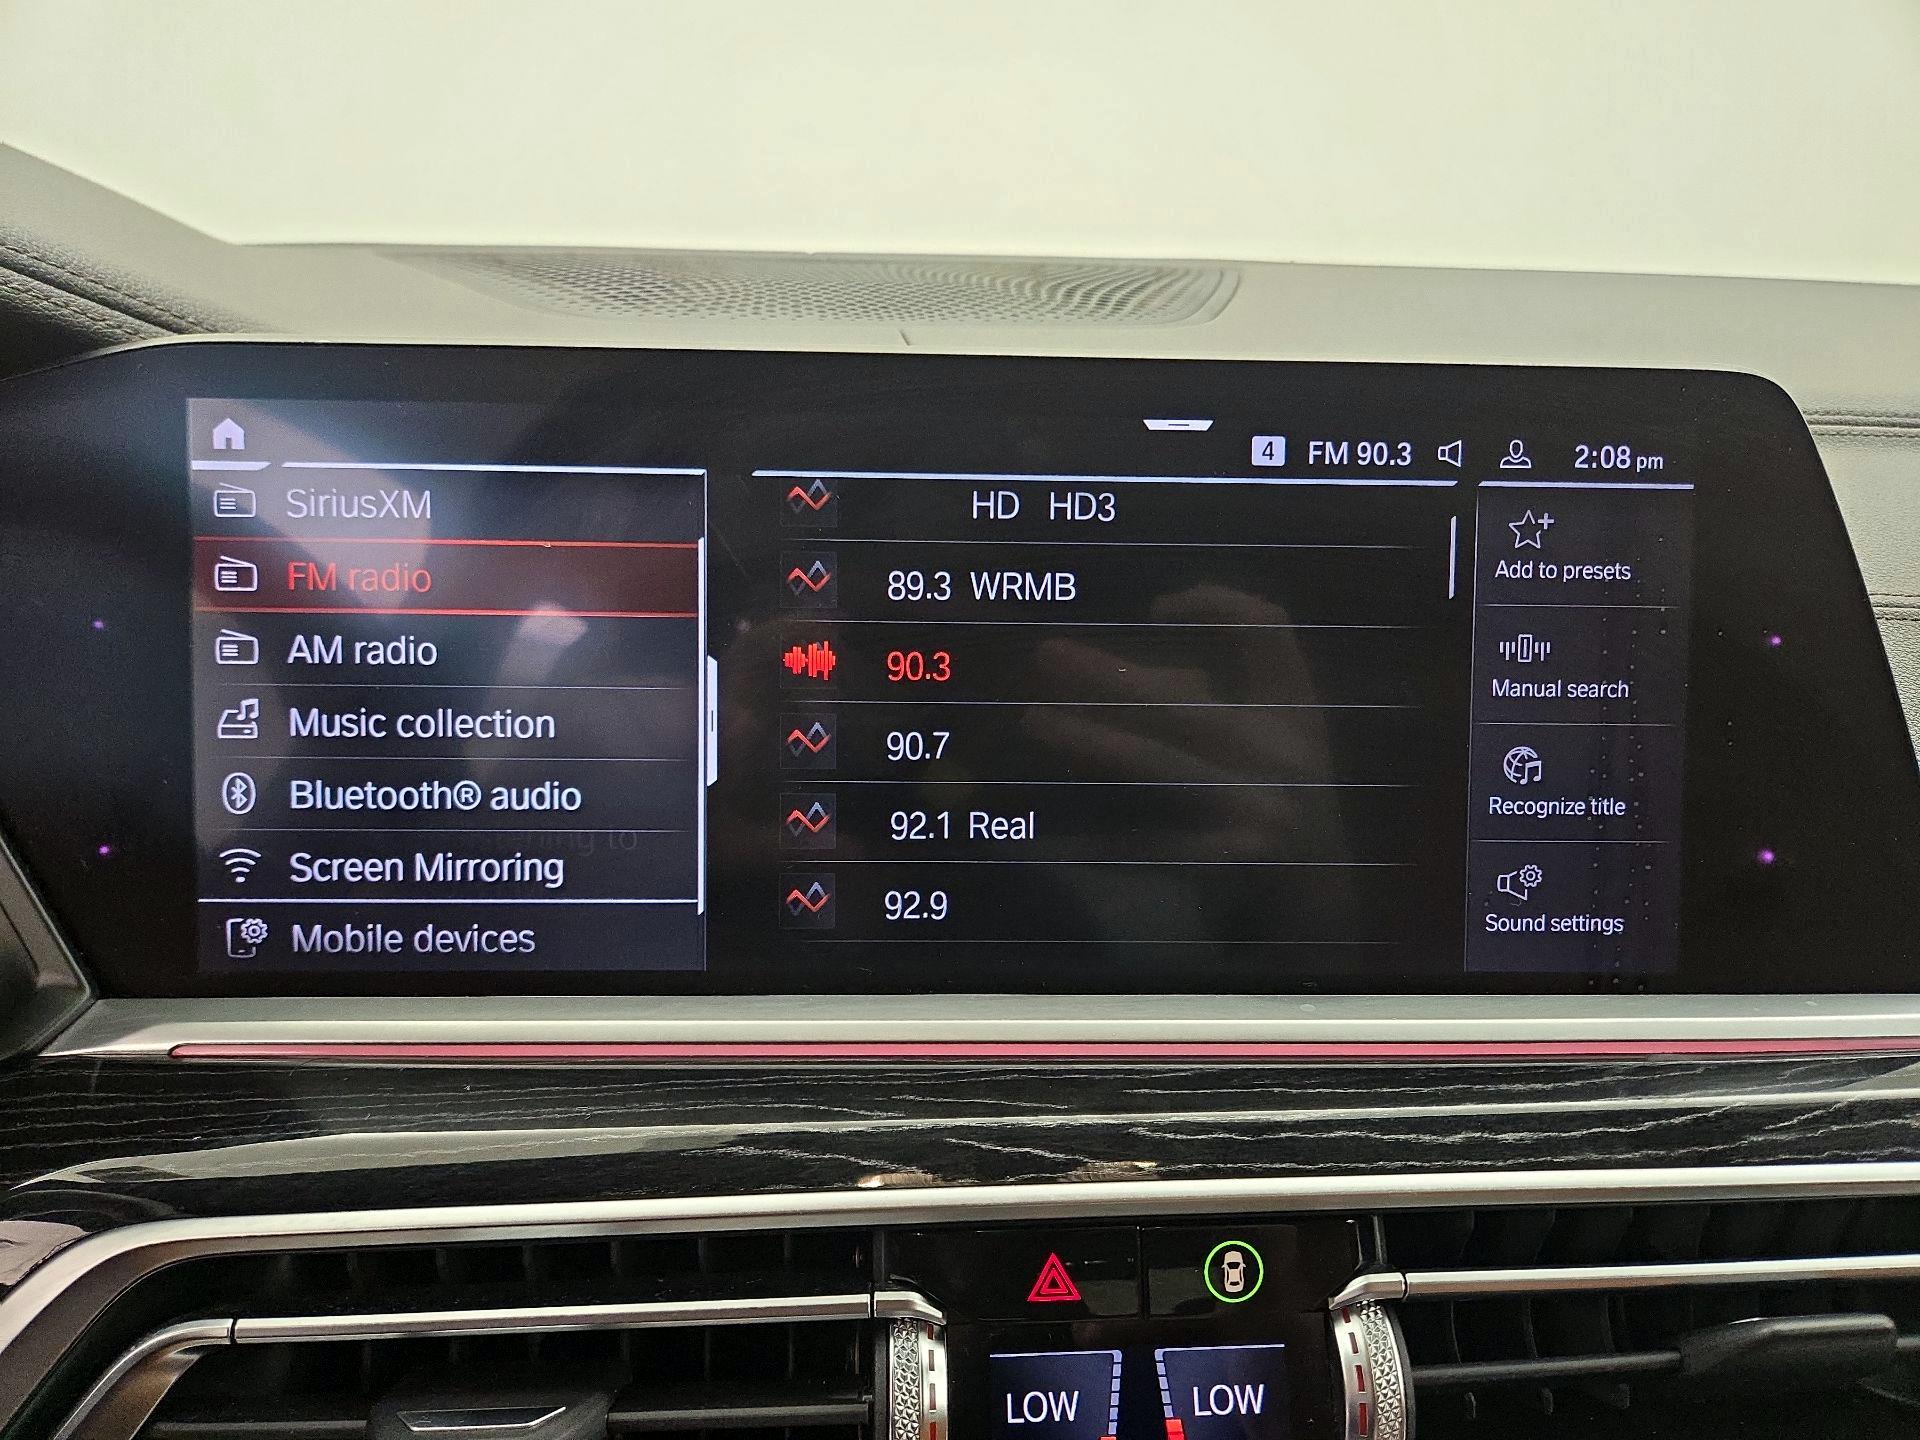 4 FM 90.3 2:08 pm
SiriusXM
FM radio
AM radio
Music collection
Bluetooth® audio
Screen Mirroring
Mobile devices
HD HD3
89.3 WRMB
90.3
90.7
92.1 Real
92.9
Add to presets
Manual search
Recognize title
Sound settings
LOW LOW